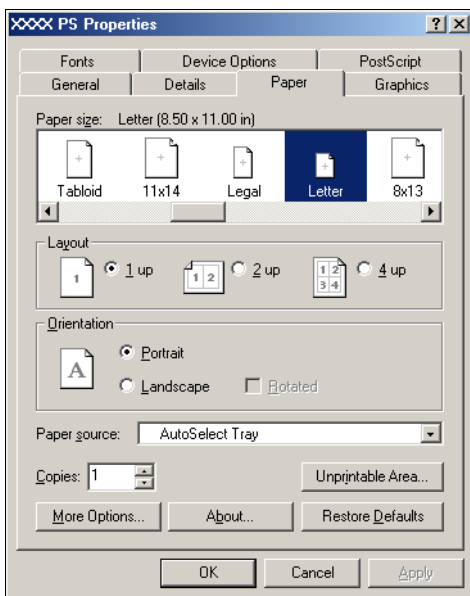 XXXX PS Properties
Fonts Device Options PostScript
General Details Paper Graphics
Paper size: Letter (8.50 x 11.00 in)
Tabloid 11x14 Legal Letter 8x13
Layout
1 1 up 1 2 2 up 1 2 3 4 4 up
Orientation
A Portrait
Landscape Rotated
Paper source: AutoSelect Tray
Copies: 1 Unprintable Area...
More Options... About... Restore Defaults
OK Cancel Apply